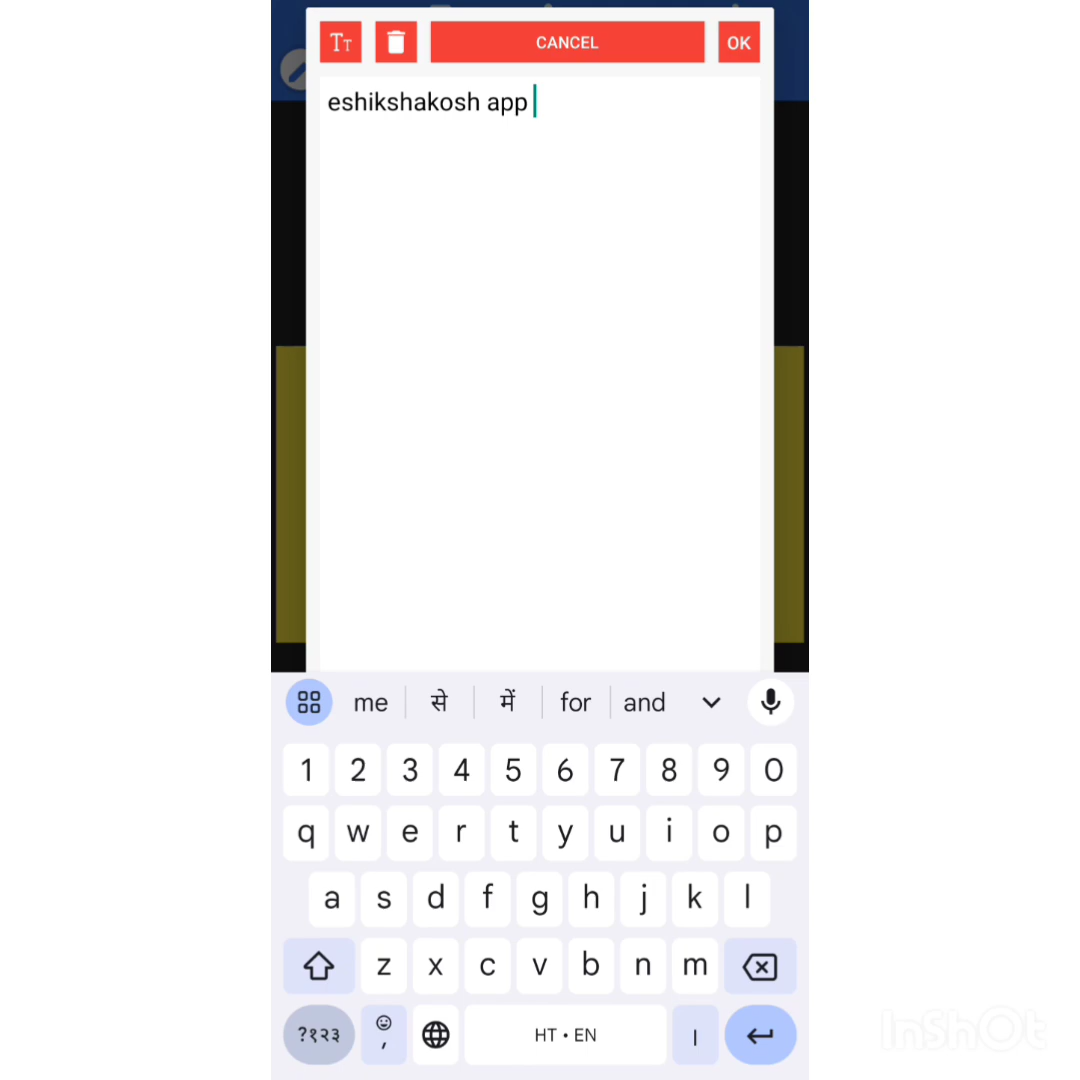 Tт CANCEL OK
eshikshakosh app
me से में for and
1 2 3 4 5 6 7 8 9 0
q w e r t y u i o p
a s d f g h j k l
z x c v b n m
?१२३ , HT • EN ।
InShOt